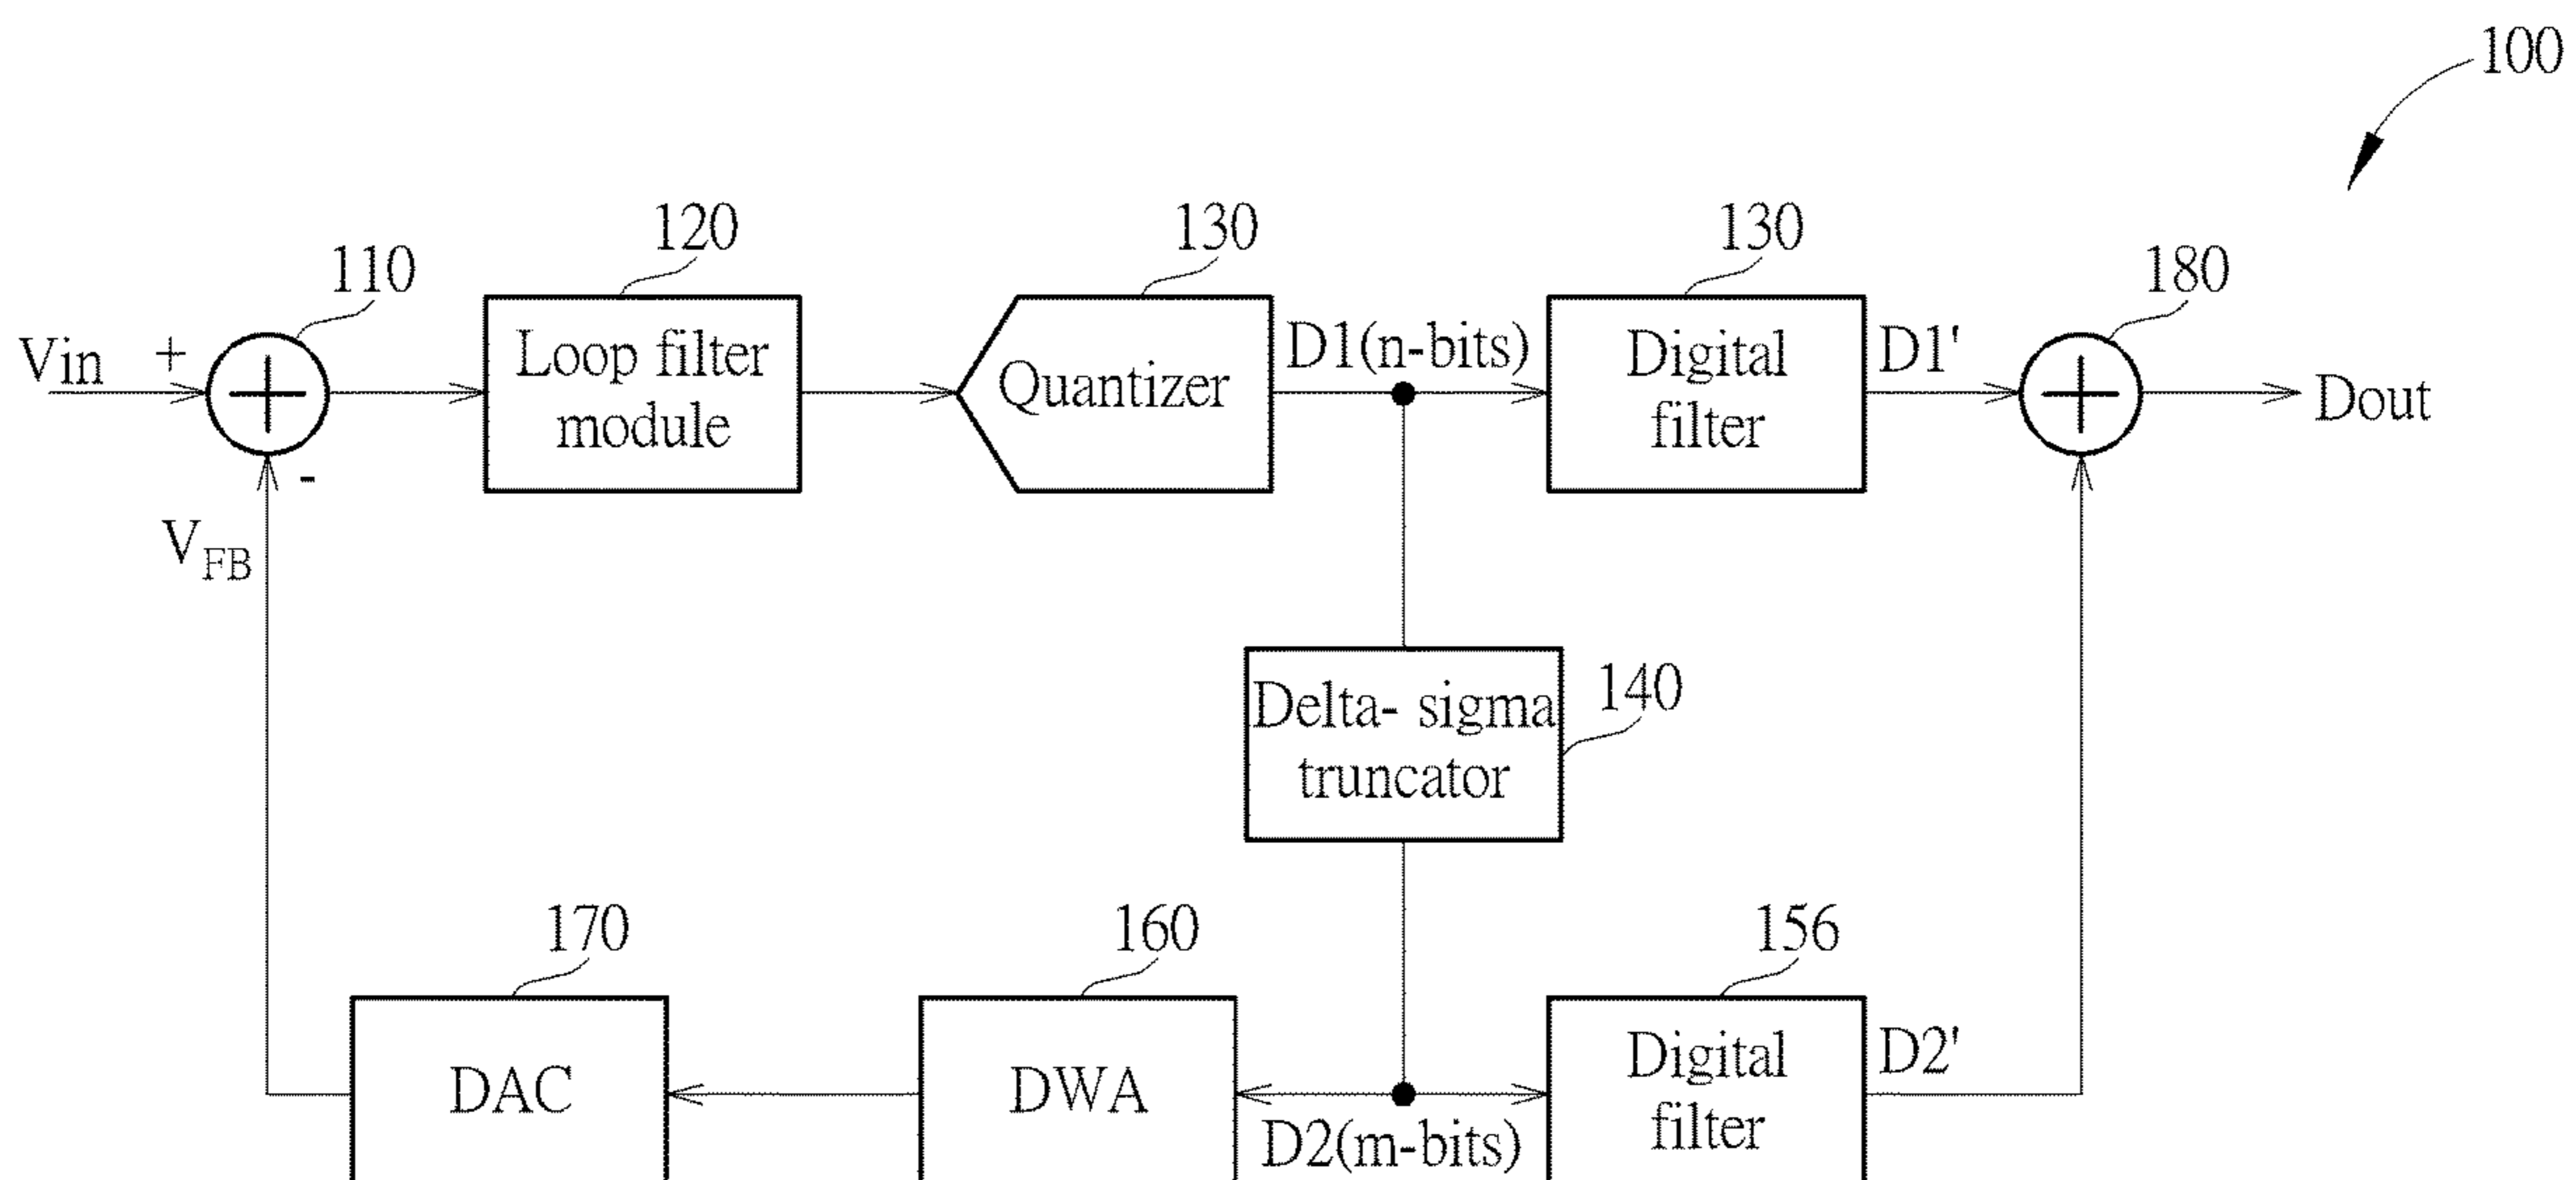 100
120
130
130
110
180
Vin
+
Loop filter
module
Quantizer
D1(n-bits)
Digital
filter
D1'
Dout
-
VFB
Delta- sigma
truncator
140
170
160
156
DAC
DWA
D2(m-bits)
Digital
filter
D2'